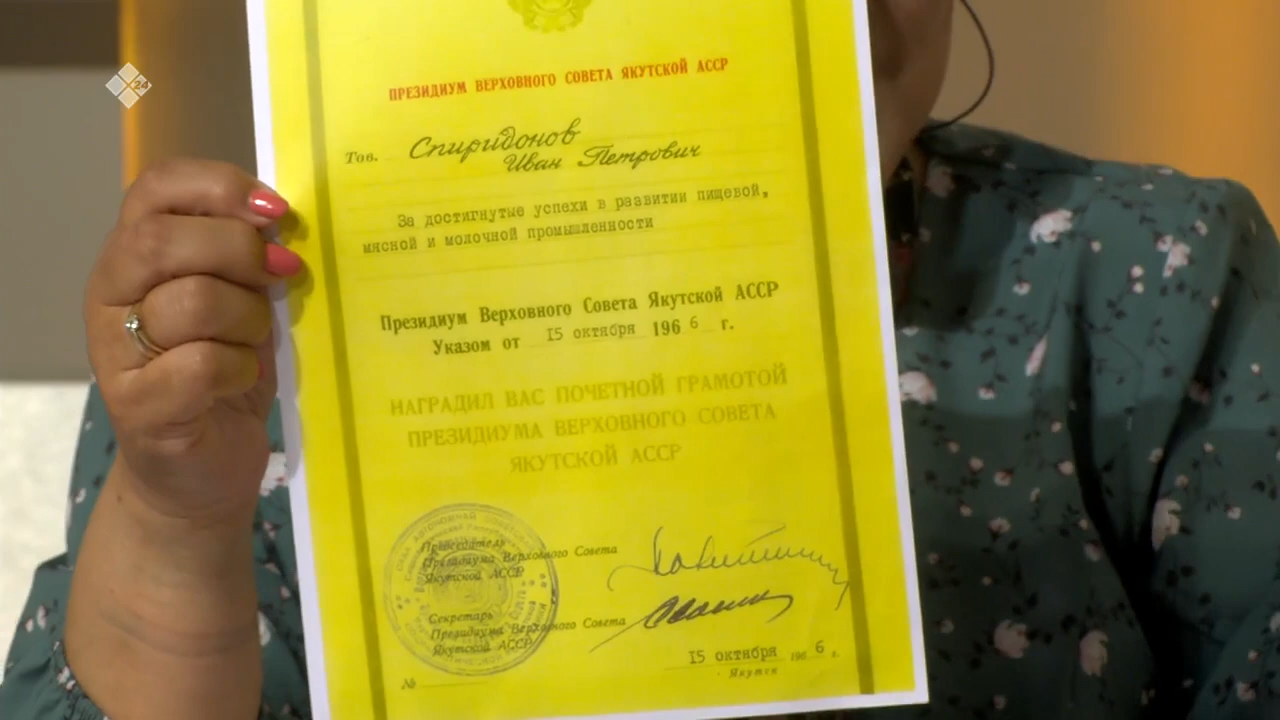 24
ПРЕЗИДИУМ ВЕРХОВНОГО СОВЕТА ЯКУТСКОЙ АССР
Тов. Спиридонов
Иван Петрович
За достигнутые успехи в развитии пищевой,
мясной и молочной промышленности
Президиум Верховного Совета Якутской АССР
Указом от 15 октября 1966 г.
НАГРАДИЛ ВАС ПОЧЕТНОЙ ГРАМОТОЙ
ПРЕЗИДИУМА ВЕРХОВНОГО СОВЕТА
ЯКУТСКОЙ АССР
Председатель
Президиума Верховного Совета
Якутской АССР
Секретарь
Президиума Верховного Совета
Якутской АССР
15 октября 1966 г.
№ Якутск